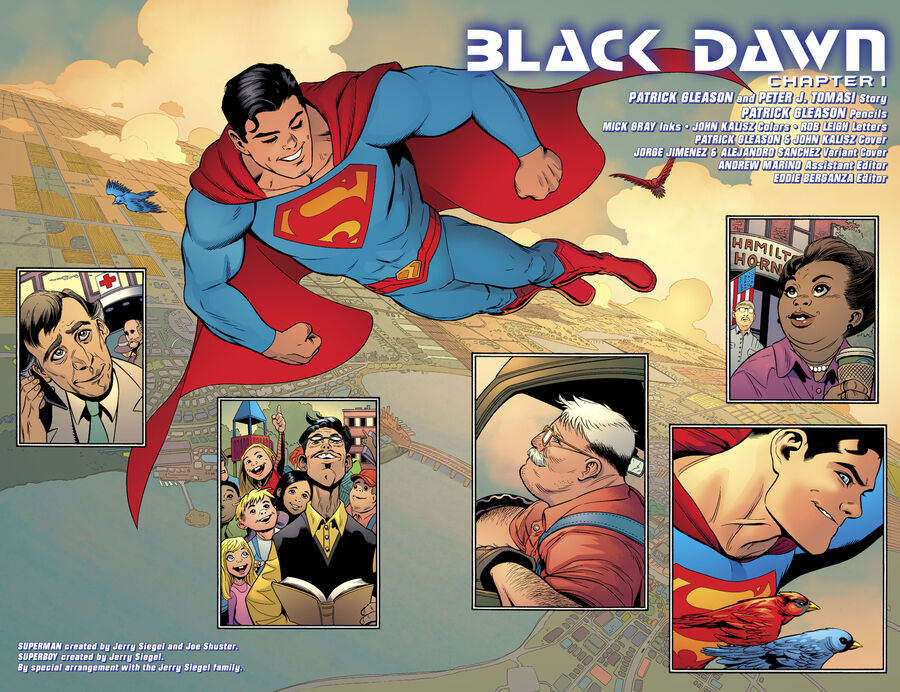 BLACK DAWN
CHAPTER 1
PATRICK GLEASON and PETER J. TOMASI Story
PATRICK GLEASON Pencils
MICK GRAY Inks • JOHN KALISZ Colors • ROB LEIGH Letters
PATRICK GLEASON & JOHN KALISZ Cover
JORGE JIMENEZ & ALEJANDRO SANCHEZ Variant Cover
ANDREW MARINO Assistant Editor
EDDIE BERGANZA Editor
S
HAMILT
HORN
SUPERMAN created by Jerry Siegel and Joe Shuster.
SUPERBOY created by Jerry Siegel.
By special arrangement with the Jerry Siegel family.